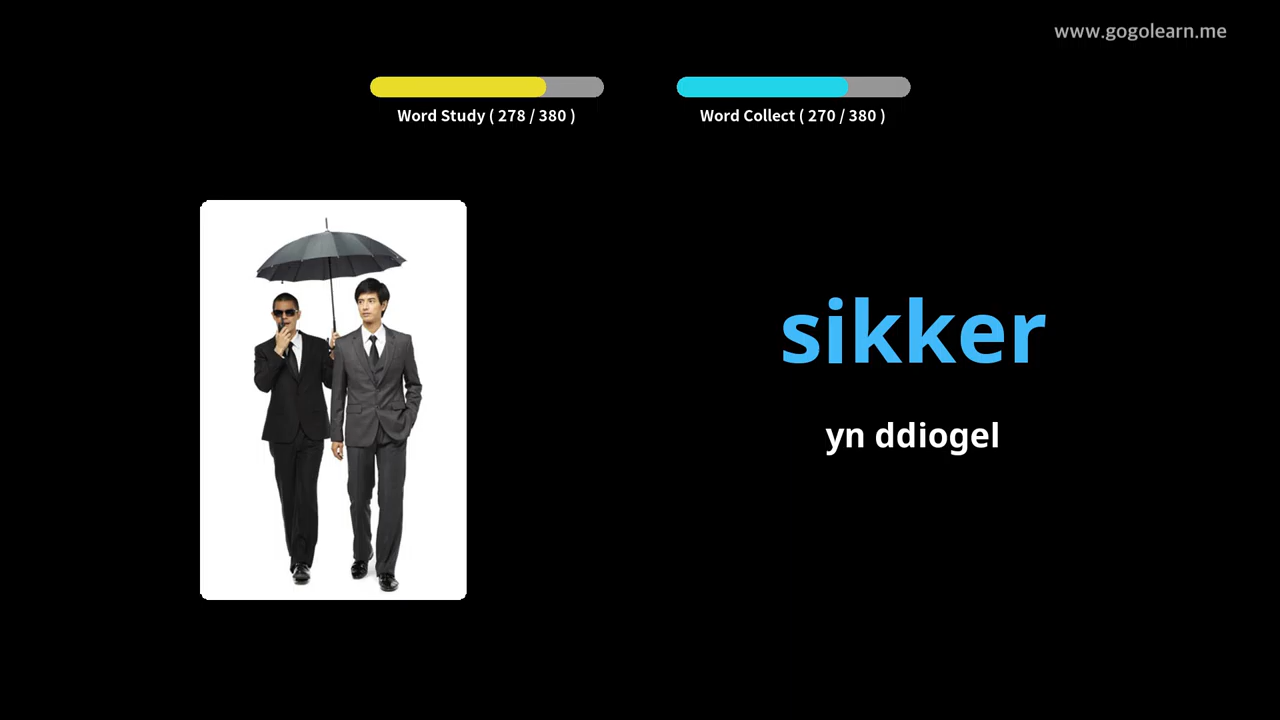 www.gogolearn.me
Word Study ( 278 / 380 )
Word Collect ( 270 / 380 )
sikker
yn ddiogel